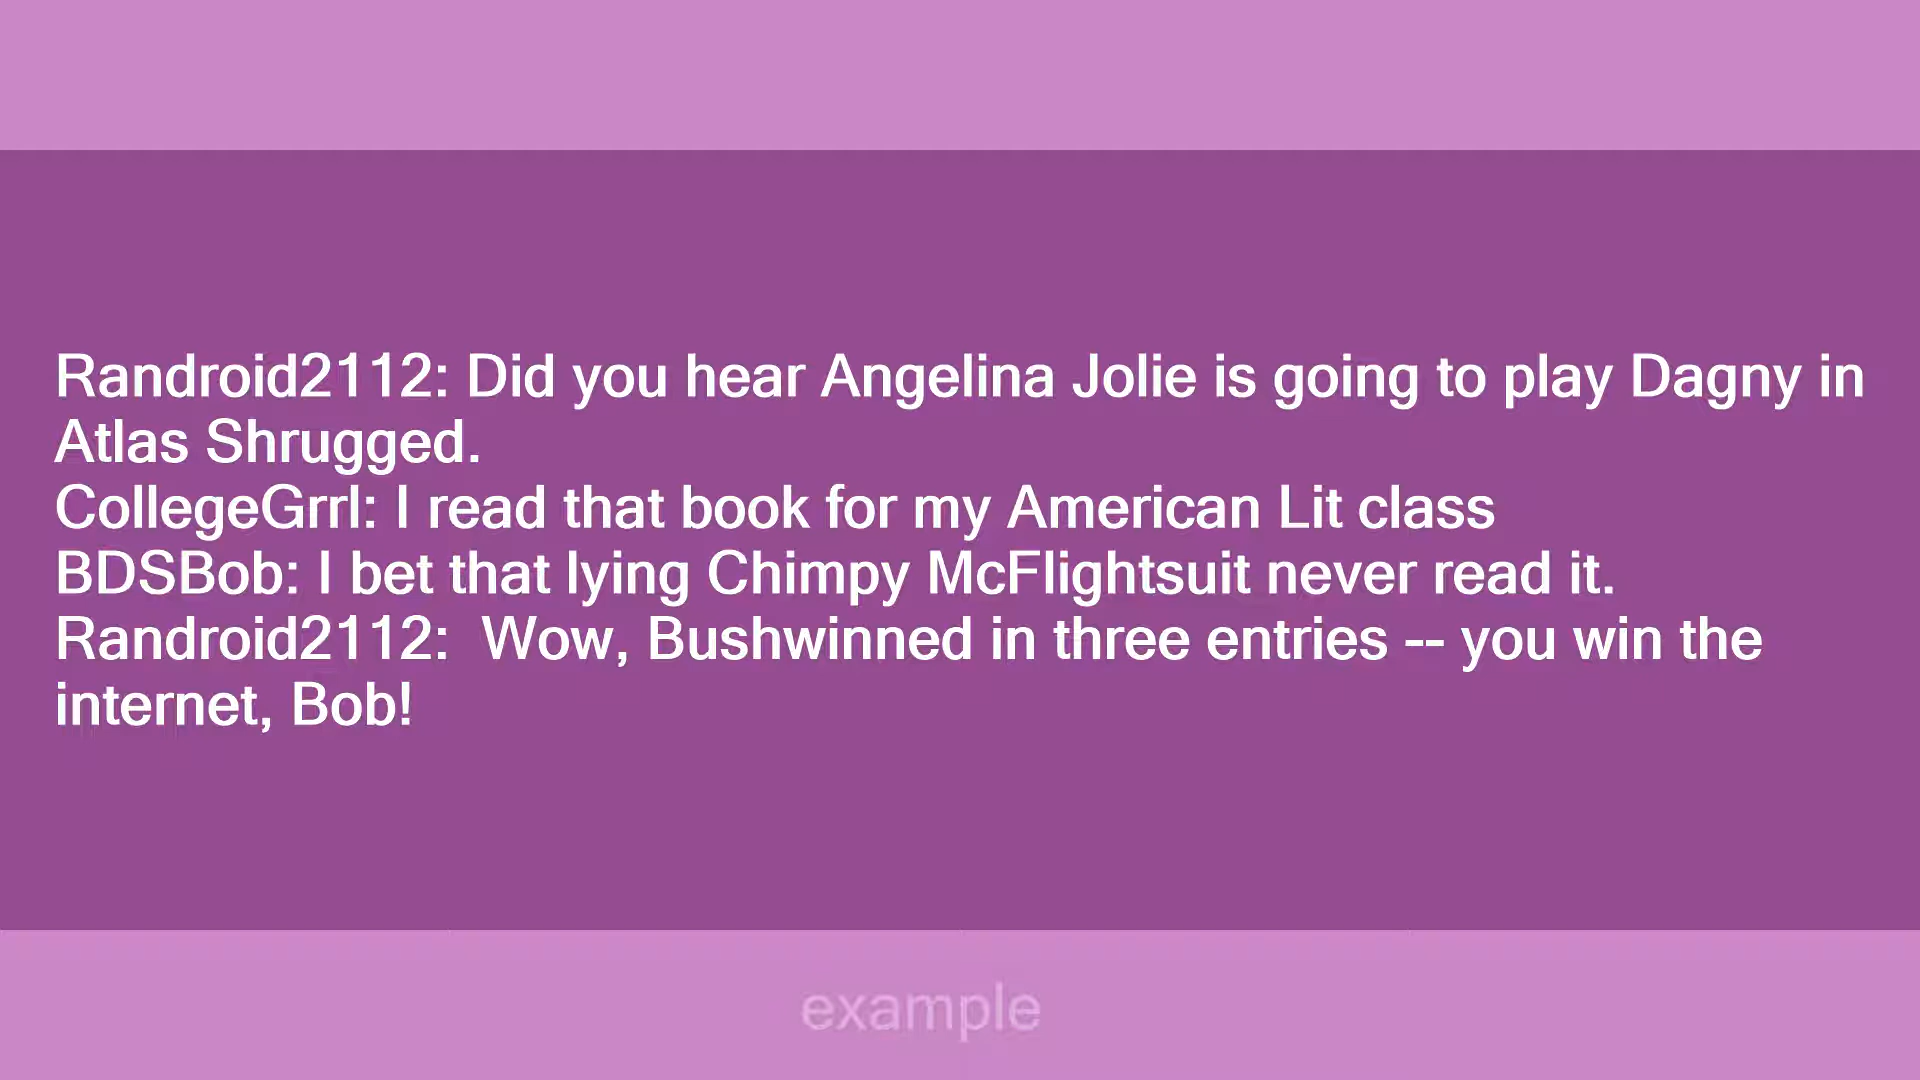 Randroid2112: Did you hear Angelina Jolie is going to play Dagny in
Atlas Shrugged.
CollegeGrrl: I read that book for my American Lit class
BDSBob: I bet that lying Chimpy McFlightsuit never read it.
Randroid2112:  Wow, Bushwinned in three entries -- you win the
internet, Bob!
example